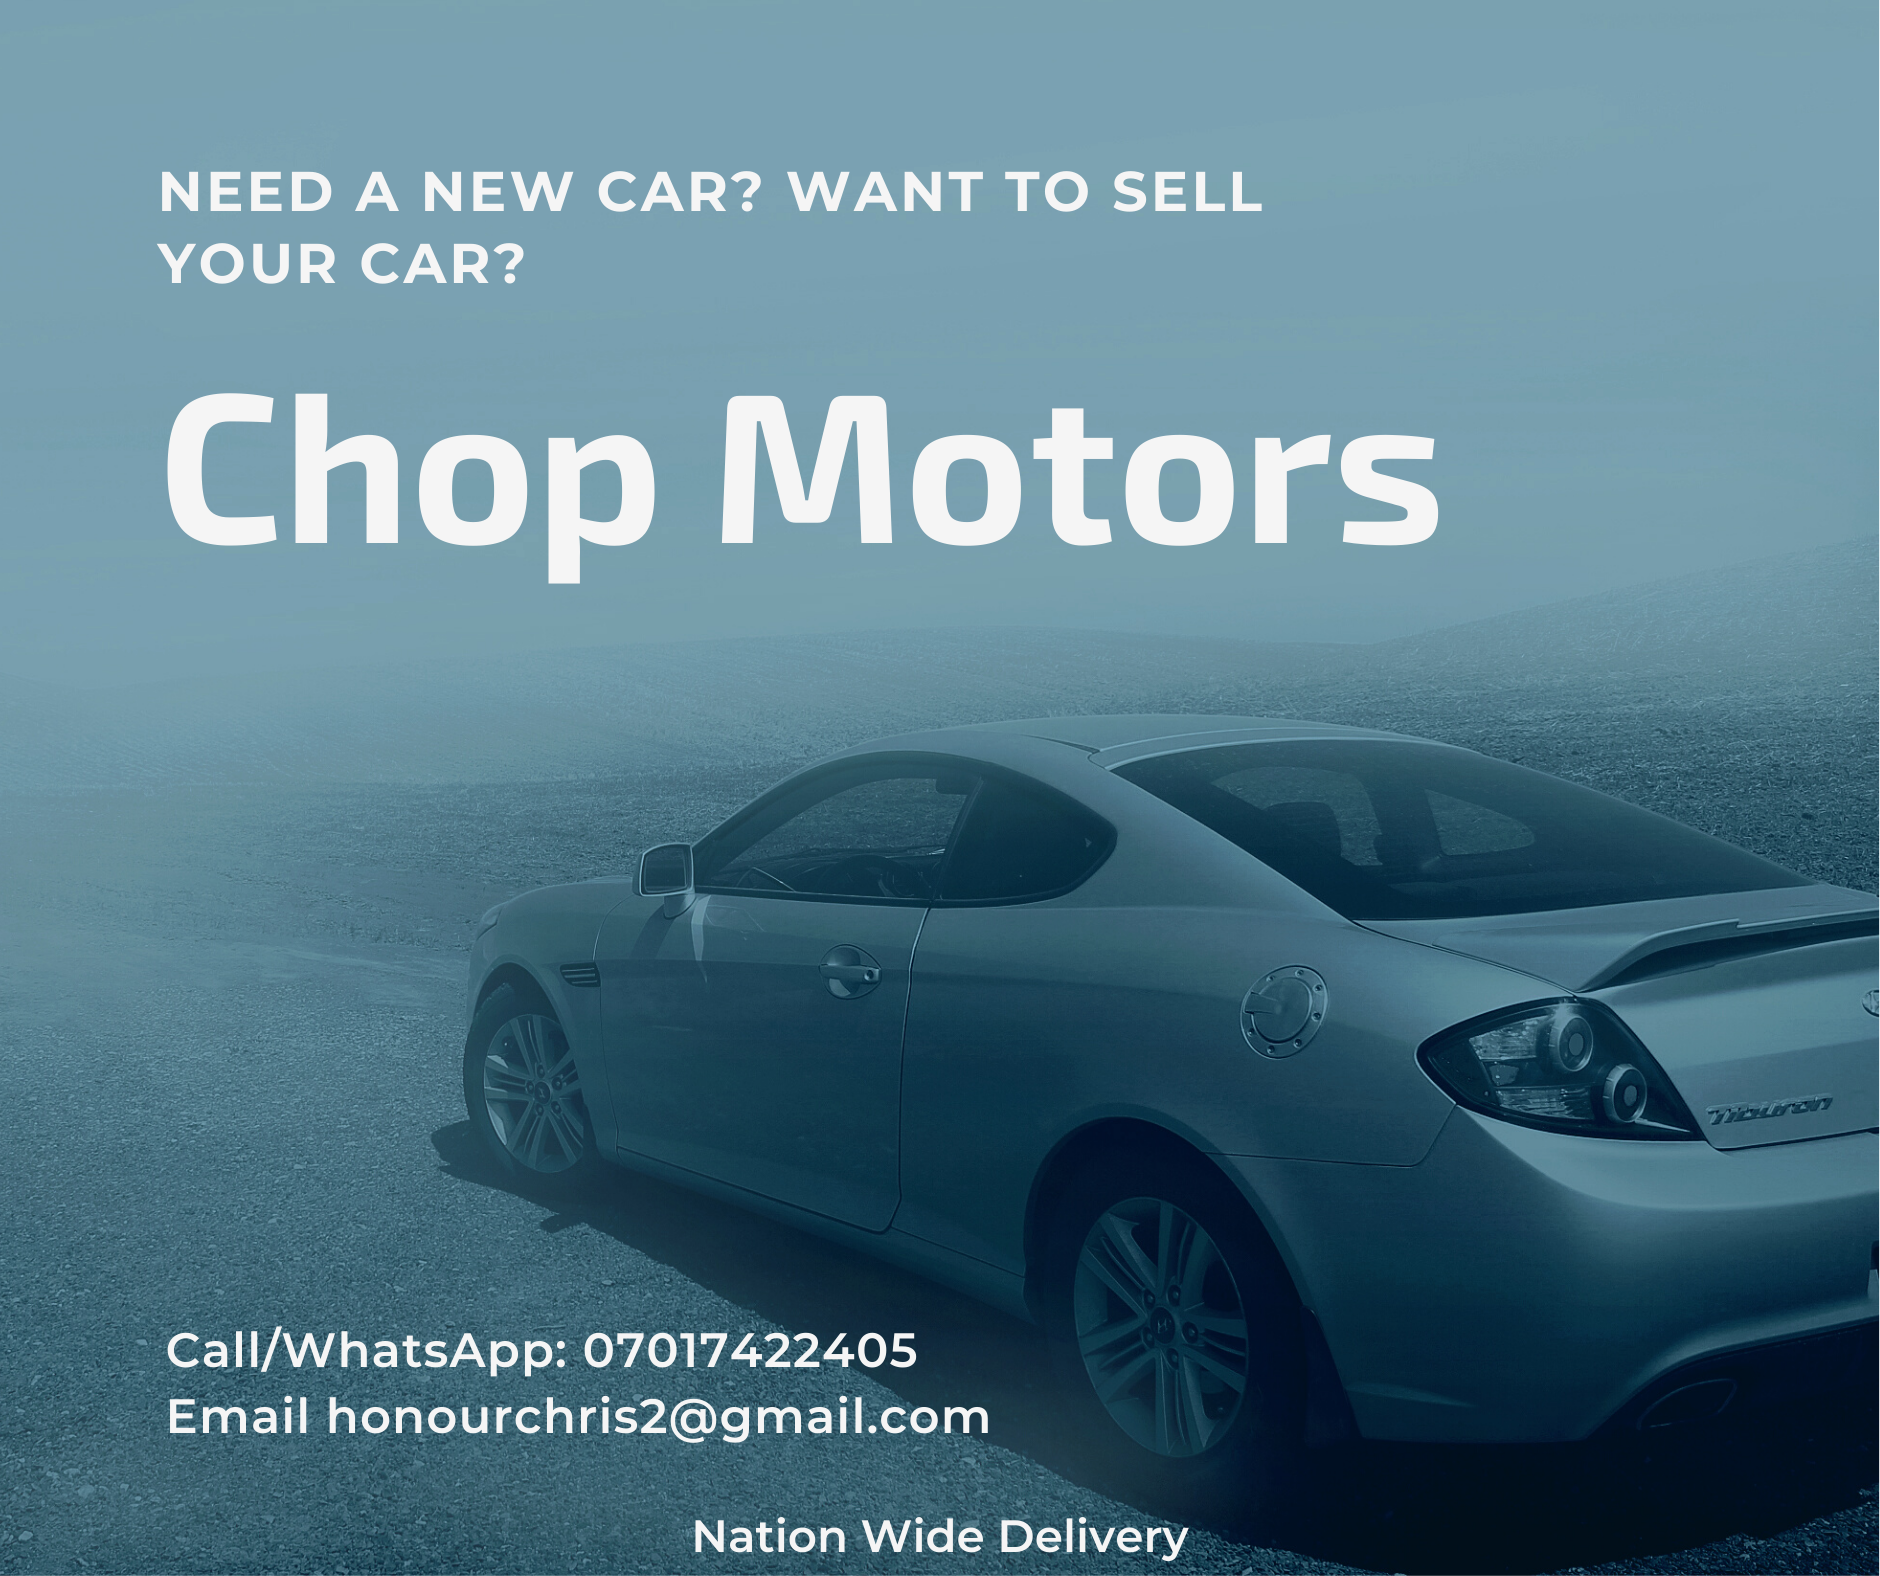 NEED A NEW CAR? WANT TO SELL
YOUR CAR?
Chop Motors
Tiburon
Call/WhatsApp: 07017422405
Email honourchris2@gmail.com
Nation Wide Delivery